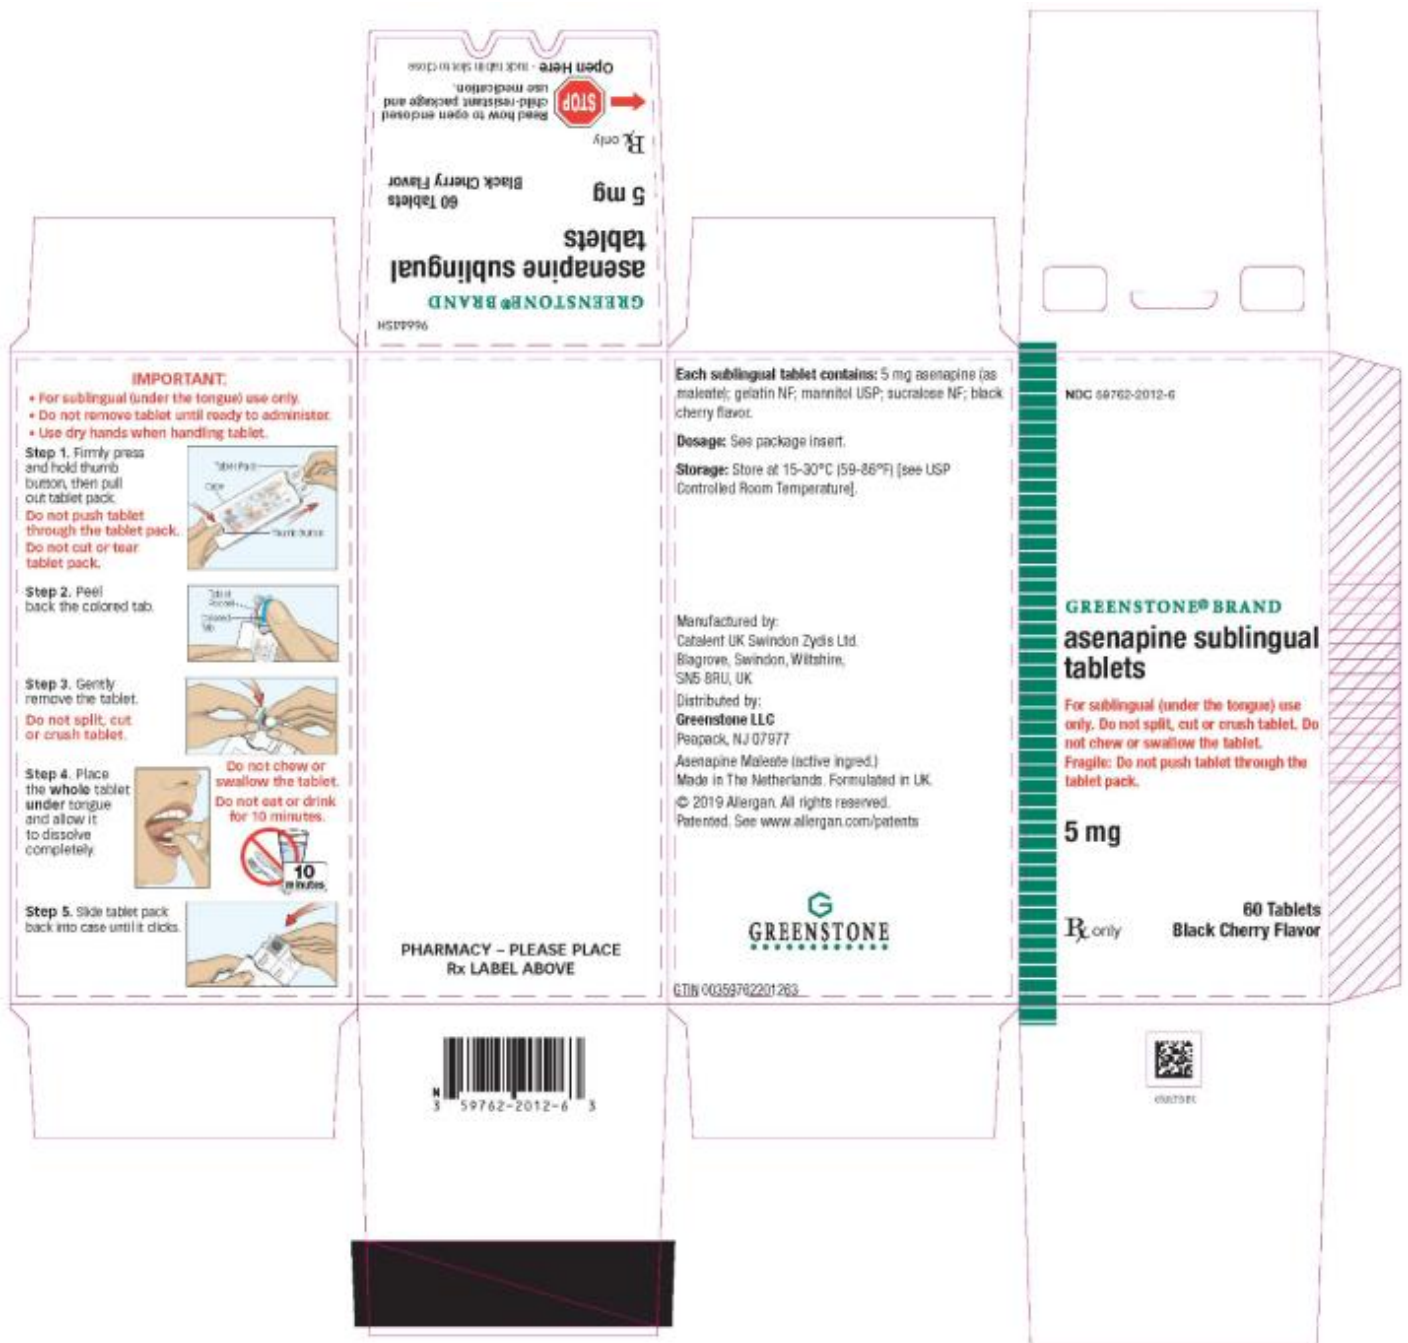 Open Here - tuck tab in slot to close
Read how to open enclosed
child-resistant package and
use medication.
STOP
Rx only
5 mg
60 Tablets
Black Cherry Flavor
asenapine sublingual
tablets
GREENSTONE® BRAND
IMPORTANT:
• For sublingual (under the tongue) use only.
• Do not remove tablet until ready to administer.
• Use dry hands when handling tablet.
Step 1. Firmly press
and hold thumb
button, then pull
out tablet pack.
Do not push tablet
through the tablet pack.
Do not cut or tear
tablet pack.
Tablet Pack
Case
Thumb Button
Step 2. Peel
back the colored tab.
Colored
Tab
Step 3. Gently
remove the tablet.
Do not split, cut
or crush tablet.
Step 4. Place
the whole tablet
under tongue
and allow it
to dissolve
completely.
Do not chew or
swallow the tablet.
Do not eat or drink
for 10 minutes.
10
minutes
Step 5. Slide tablet pack
back into case until it clicks.
PHARMACY – PLEASE PLACE
Rx LABEL ABOVE
N
3 59762-2012-6 3
Each sublingual tablet contains: 5 mg asenapine (as
maleate); gelatin NF; mannitol USP; sucralose NF; black
cherry flavor.
Dosage: See package insert.
Storage: Store at 15-30°C (59-86°F) [see USP
Controlled Room Temperature].
Manufactured by:
Catalent UK Swindon Zydis Ltd.
Blagrove, Swindon, Wiltshire,
SN5 8RU, UK
Distributed by:
Greenstone LLC
Peapack, NJ 07977
Asenapine Maleate (active ingred.)
Made in The Netherlands. Formulated in UK.
© 2019 Allergan. All rights reserved.
Patented. See www.allergan.com/patents
G
GREENSTONE
GTIN 00359762201263
NDC 59762-2012-6
GREENSTONE® BRAND
asenapine sublingual
tablets
For sublingual (under the tongue) use
only. Do not split, cut or crush tablet. Do
not chew or swallow the tablet.
Fragile: Do not push tablet through the
tablet pack.
5 mg
Rx only
60 Tablets
Black Cherry Flavor